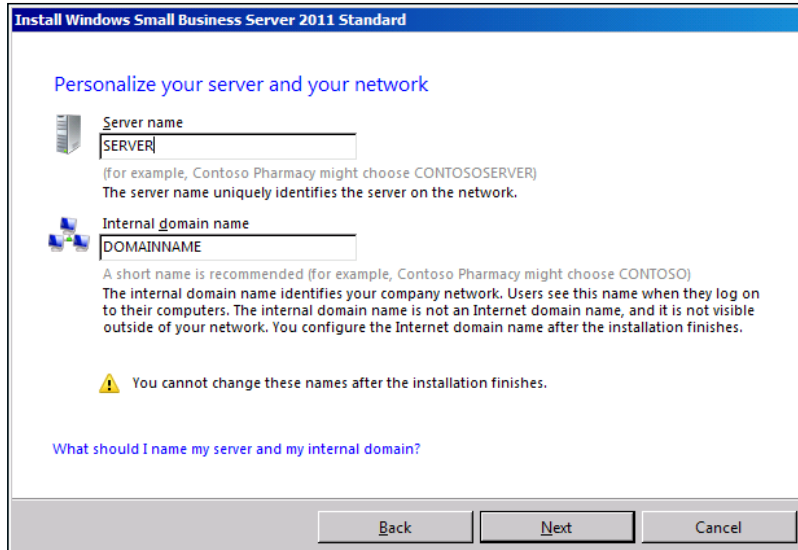 Install Windows Small Business Server 2011 Standard
Personalize your server and your network
Server name
SERVER
(for example, Contoso Pharmacy might choose CONTOSOSERVER)
The server name uniquely identifies the server on the network.
Internal domain name
DOMAINNAME
A short name is recommended (for example, Contoso Pharmacy might choose CONTOSO)
The internal domain name identifies your company network. Users see this name when they log on
to their computers. The internal domain name is not an Internet domain name, and it is not visible
outside of your network. You configure the Internet domain name after the installation finishes.
You cannot change these names after the installation finishes.
What should I name my server and my internal domain?
Back
Next
Cancel